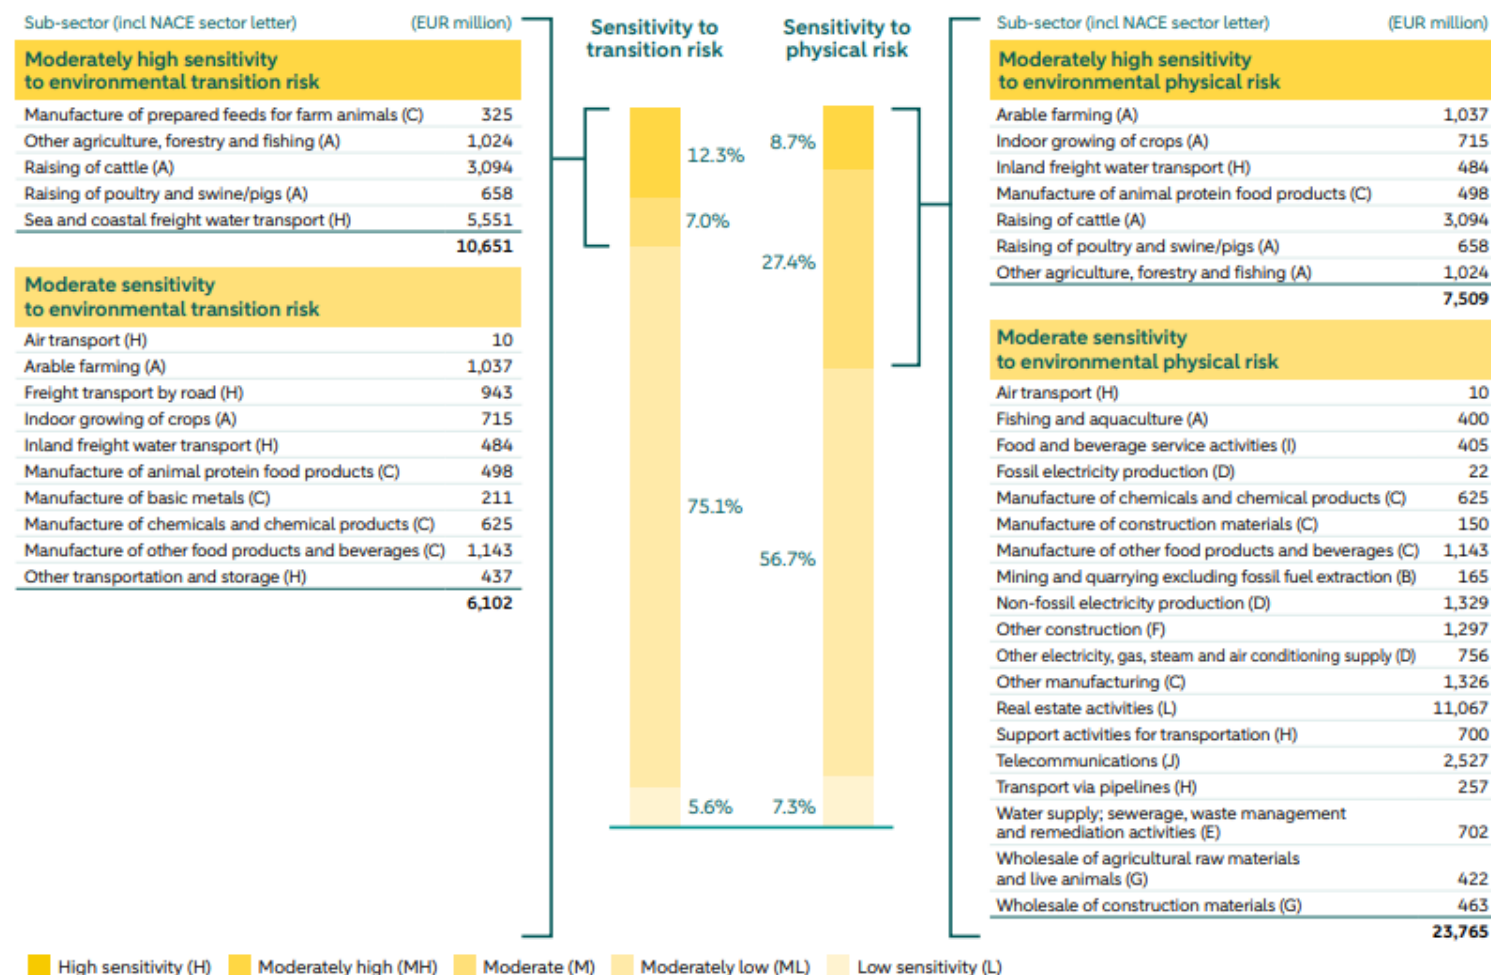 Sub-sector (incl NACE sector letter) (EUR million)
Moderately high sensitivity
to environmental transition risk
Manufacture of prepared feeds for farm animals (C) 325
Other agriculture, forestry and fishing (A) 1,024
Raising of cattle (A) 3,094
Raising of poultry and swine/pigs (A) 658
Sea and coastal freight water transport (H) 5,551
10,651
Moderate sensitivity
to environmental transition risk
Air transport (H) 10
Arable farming (A) 1,037
Freight transport by road (H) 943
Indoor growing of crops (A) 715
Inland freight water transport (H) 484
Manufacture of animal protein food products (C) 498
Manufacture of basic metals (C) 211
Manufacture of chemicals and chemical products (C) 625
Manufacture of other food products and beverages (C) 1,143
Other transportation and storage (H) 437
6,102
Sensitivity to
transition risk
12.3%
7.0%
75.1%
5.6%
Sensitivity to
physical risk
8.7%
27.4%
56.7%
7.3%
Sub-sector (incl NACE sector letter) (EUR million)
Moderately high sensitivity
to environmental physical risk
Arable farming (A) 1,037
Indoor growing of crops (A) 715
Inland freight water transport (H) 484
Manufacture of animal protein food products (C) 498
Raising of cattle (A) 3,094
Raising of poultry and swine/pigs (A) 658
Other agriculture, forestry and fishing (A) 1,024
7,509
Moderate sensitivity
to environmental physical risk
Air transport (H) 10
Fishing and aquaculture (A) 400
Food and beverage service activities (I) 405
Fossil electricity production (D) 22
Manufacture of chemicals and chemical products (C) 625
Manufacture of construction materials (C) 150
Manufacture of other food products and beverages (C) 1,143
Mining and quarrying excluding fossil fuel extraction (B) 165
Non-fossil electricity production (D) 1,329
Other construction (F) 1,297
Other electricity, gas, steam and air conditioning supply (D) 756
Other manufacturing (C) 1,326
Real estate activities (L) 11,067
Support activities for transportation (H) 700
Telecommunications (J) 2,527
Transport via pipelines (H) 257
Water supply; sewerage, waste management
and remediation activities (E) 702
Wholesale of agricultural raw materials
and live animals (G) 422
Wholesale of construction materials (G) 463
23,765
High sensitivity (H) Moderately high (MH) Moderate (M) Moderately low (ML) Low sensitivity (L)